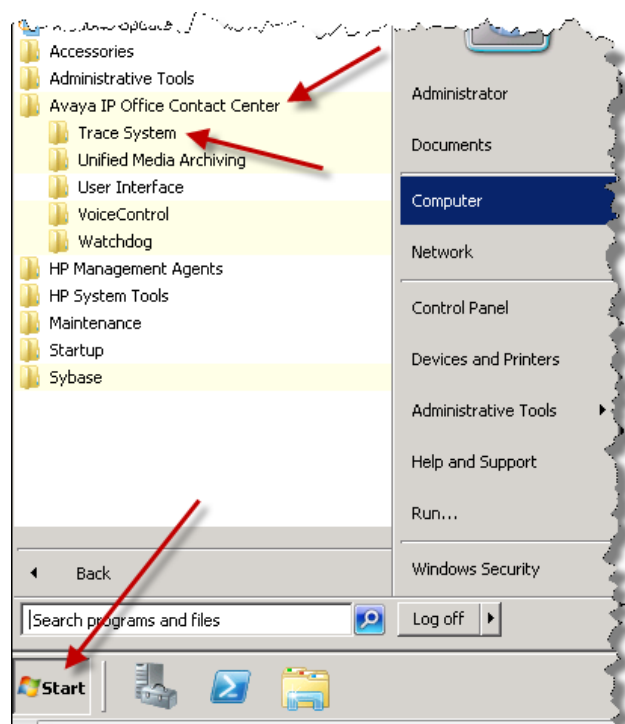 Accessories
Administrative Tools
Avaya IP Office Contact Center
Trace System
Unified Media Archiving
User Interface
VoiceControl
Watchdog
HP Management Agents
HP System Tools
Maintenance
Startup
Sybase
Back
Search programs and files
Administrator
Documents
Computer
Network
Control Panel
Devices and Printers
Administrative Tools
Help and Support
Run...
Windows Security
Log off
Start